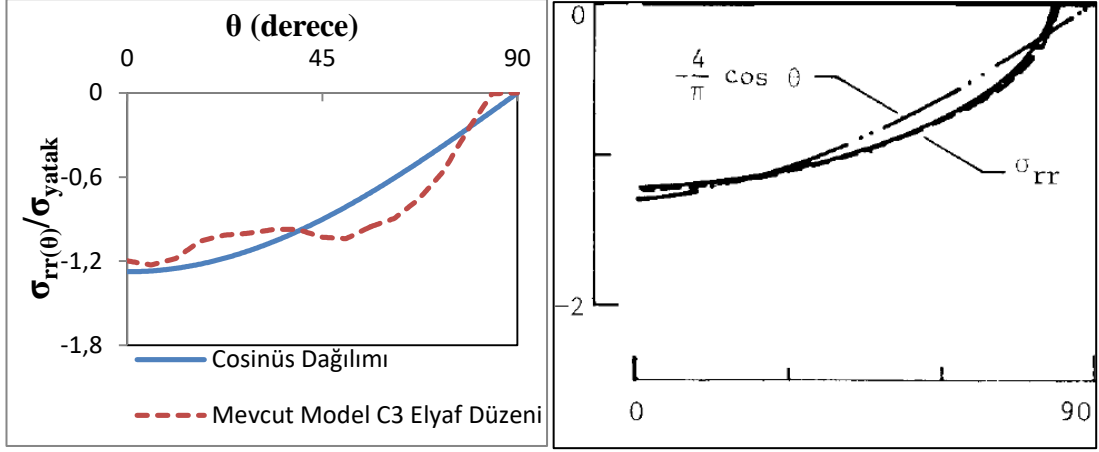 θ (derece)
0 45 90
0
-0,6
-1,2
-1,8
σrr(θ)/σyatak
Cosinüs Dağılımı
Mevcut Model C3 Elyaf Düzeni
0
-4/π cos θ
σrr
-2
0 90